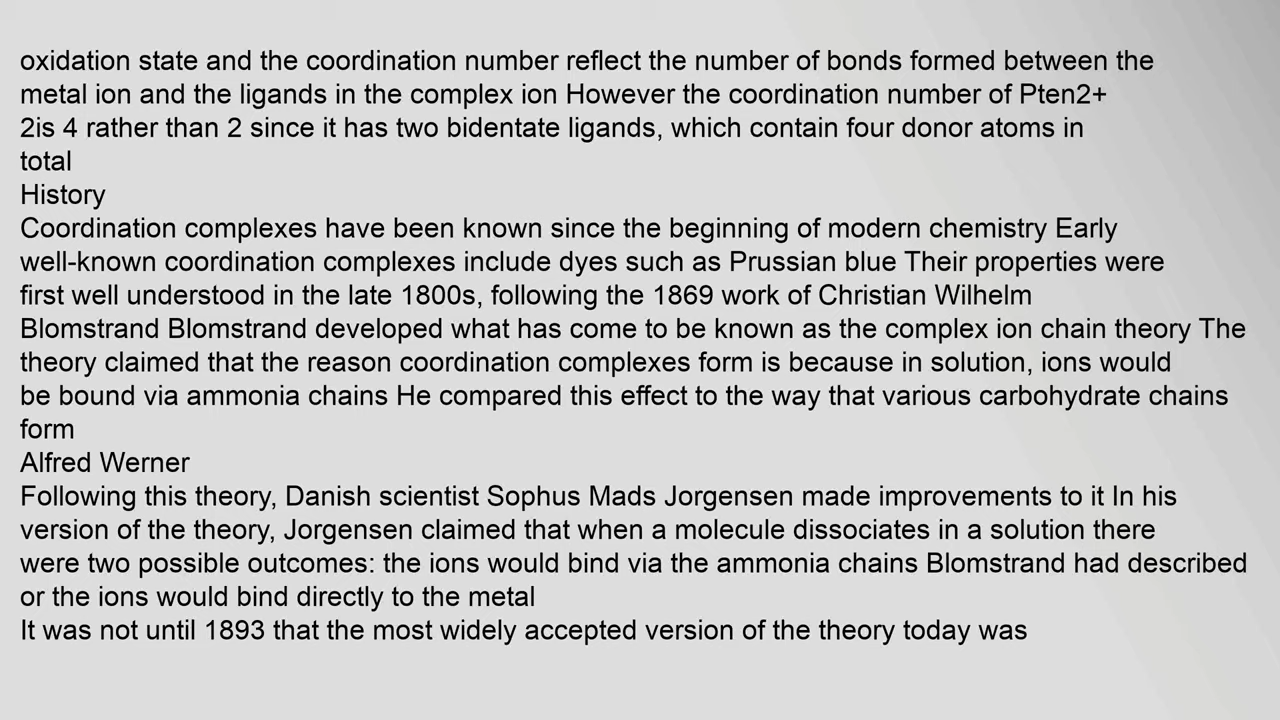 oxidation state and the coordination number reflect the number of bonds formed between the
metal ion and the ligands in the complex ion However the coordination number of Pten2+
2is 4 rather than 2 since it has two bidentate ligands, which contain four donor atoms in
total
History
Coordination complexes have been known since the beginning of modern chemistry Early
well-known coordination complexes include dyes such as Prussian blue Their properties were
first well understood in the late 1800s, following the 1869 work of Christian Wilhelm
Blomstrand Blomstrand developed what has come to be known as the complex ion chain theory The
theory claimed that the reason coordination complexes form is because in solution, ions would
be bound via ammonia chains He compared this effect to the way that various carbohydrate chains
form
Alfred Werner
Following this theory, Danish scientist Sophus Mads Jorgensen made improvements to it In his
version of the theory, Jorgensen claimed that when a molecule dissociates in a solution there
were two possible outcomes: the ions would bind via the ammonia chains Blomstrand had described
or the ions would bind directly to the metal
It was not until 1893 that the most widely accepted version of the theory today was